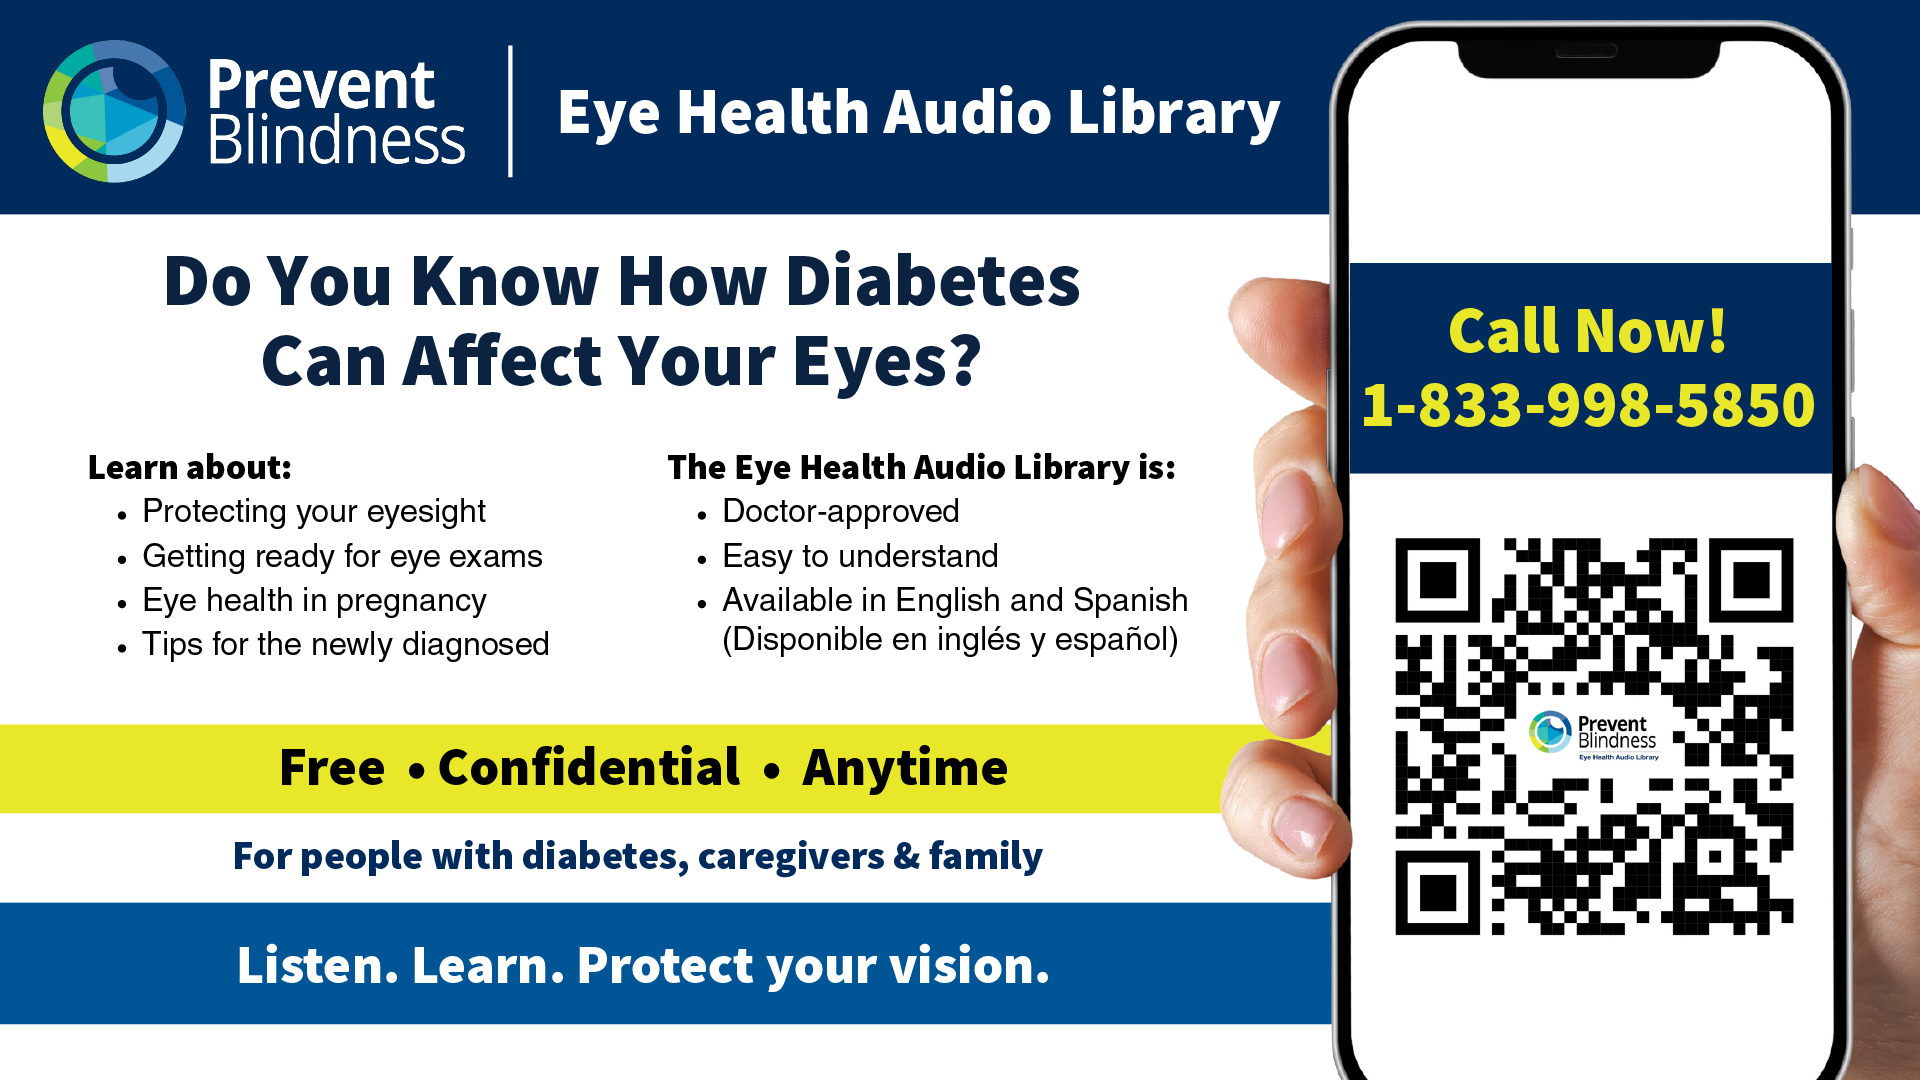 Prevent
Blindness
Eye Health Audio Library
Do You Know How Diabetes
Can Affect Your Eyes?
Learn about:
• Protecting your eyesight
• Getting ready for eye exams
• Eye health in pregnancy
• Tips for the newly diagnosed
The Eye Health Audio Library is:
• Doctor-approved
• Easy to understand
• Available in English and Spanish
(Disponible en inglés y español)
Free • Confidential • Anytime
For people with diabetes, caregivers & family
Listen. Learn. Protect your vision.
Call Now!
1-833-998-5850
Prevent
Blindness
Eye Health Audio Library